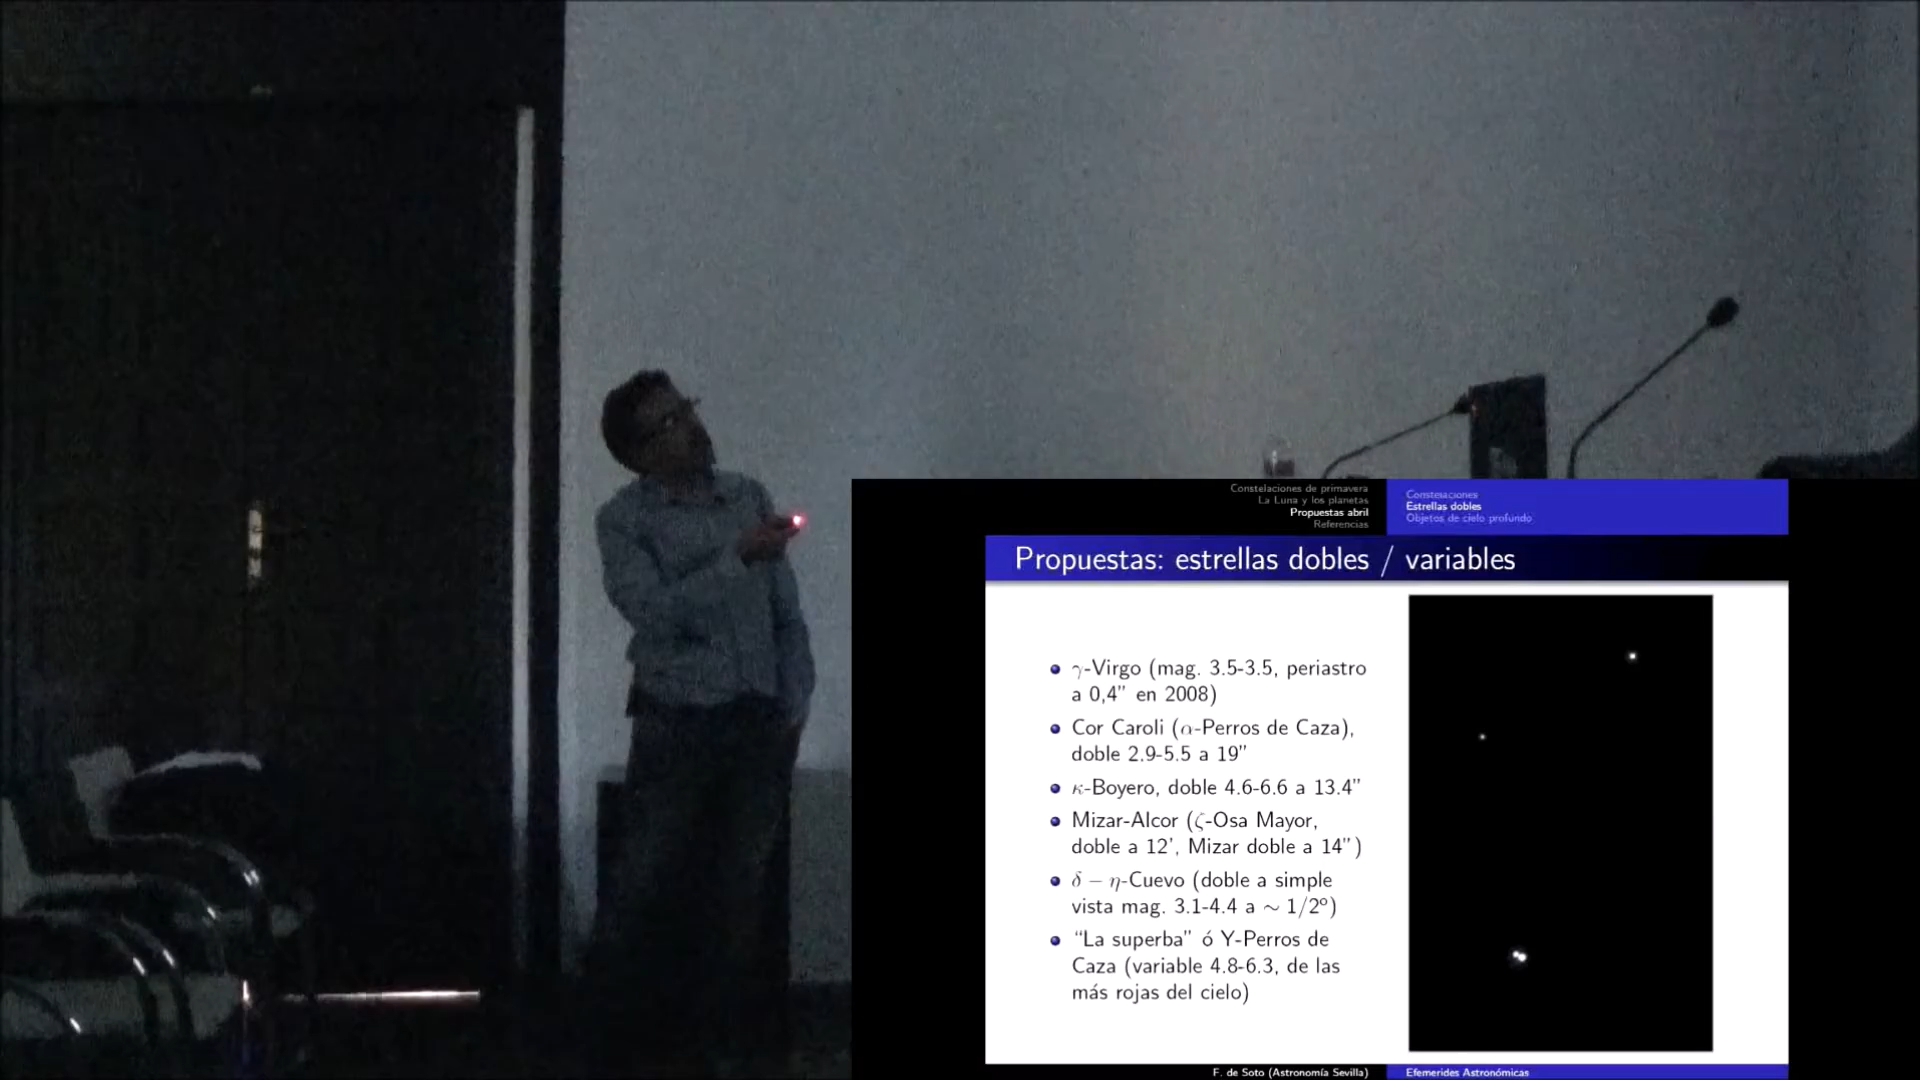 Constelaciones de primavera
La Luna y los planetas
Propuestas abril
Referencias
Constelaciones
Estrellas dobles
Objetos de cielo profundo
Propuestas: estrellas dobles / variables
γ-Virgo (mag. 3.5-3.5, periastro
a 0,4” en 2008)
Cor Caroli (α-Perros de Caza),
doble 2.9-5.5 a 19”
κ-Boyero, doble 4.6-6.6 a 13.4”
Mizar-Alcor (ζ-Osa Mayor,
doble a 12’, Mizar doble a 14”)
δ − η-Cuevo (doble a simple
vista mag. 3.1-4.4 a ∼ 1/2º)
“La superba” ó Y-Perros de
Caza (variable 4.8-6.3, de las
más rojas del cielo)
F. de Soto (Astronomía Sevilla)
Efemerides Astronómicas